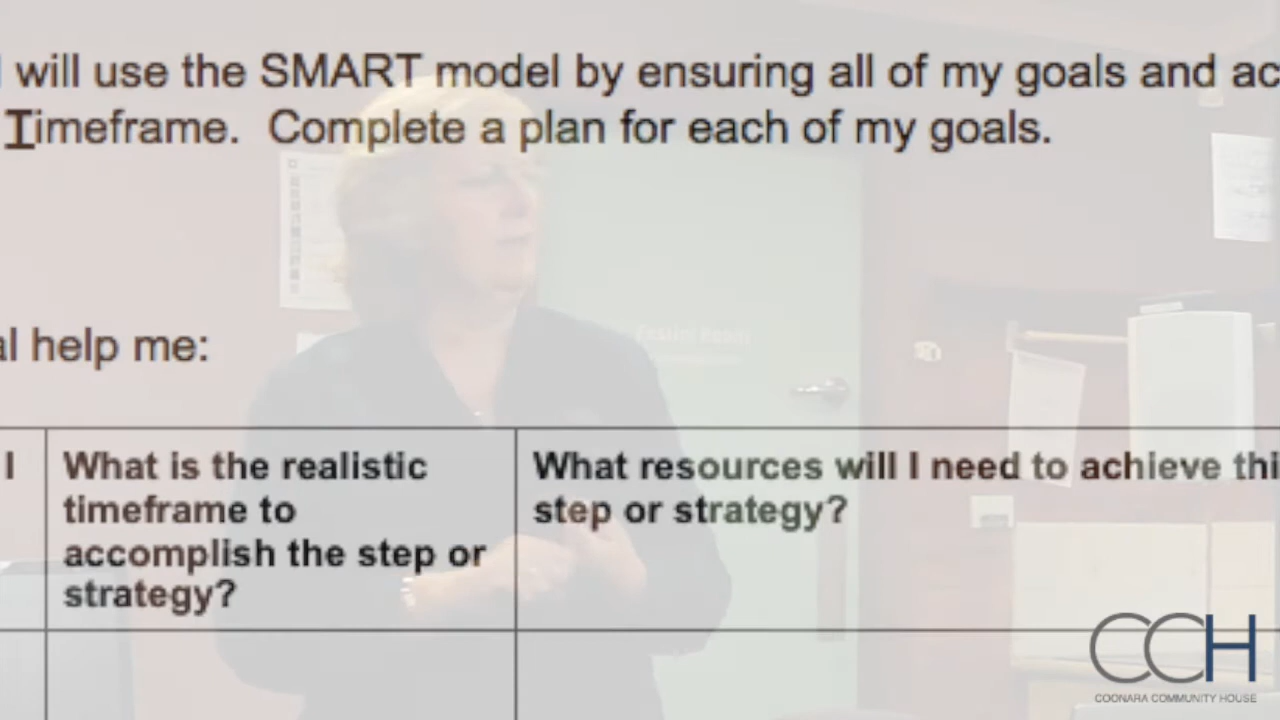 will use the SMART model by ensuring all of my goals and ac
Timeframe. Complete a plan for each of my goals.
al help me:
I
What is the realistic
timeframe to
accomplish the step or
strategy?
What resources will I need to achieve thi
step or strategy?
CCH
COONARA COMMUNITY HOUSE